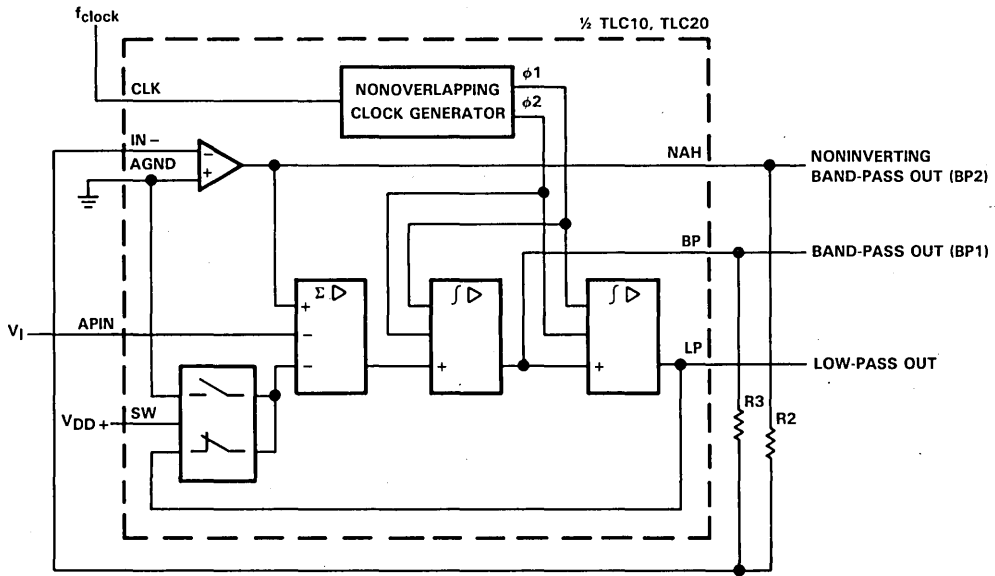 fclock
½ TLC10, TLC20
CLK
NONOVERLAPPING
CLOCK GENERATOR
ϕ1
ϕ2
IN −
AGND
−
+
NAH
NONINVERTING
BAND-PASS OUT (BP2)
BP
BAND-PASS OUT (BP1)
Σ ▷
∫ ▷
∫ ▷
+
VI
APIN
−
−
+
+
LP
LOW-PASS OUT
VDD +
SW
R3
R2